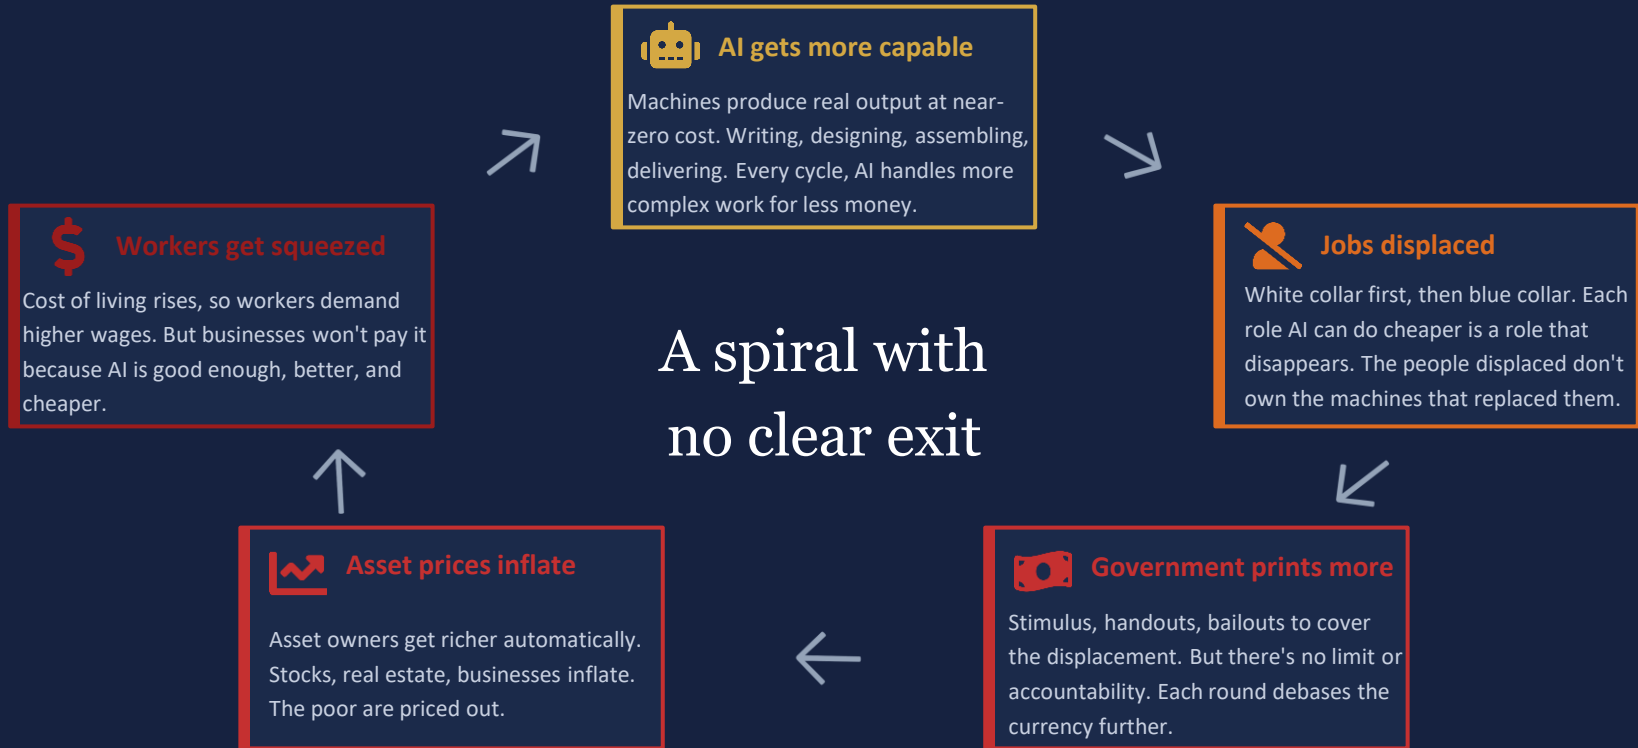 AI gets more capable
Machines produce real output at near-
zero cost. Writing, designing, assembling,
delivering. Every cycle, AI handles more
complex work for less money.
Jobs displaced
White collar first, then blue collar. Each
role AI can do cheaper is a role that
disappears. The people displaced don't
own the machines that replaced them.
Government prints more
Stimulus, handouts, bailouts to cover
the displacement. But there's no limit or
accountability. Each round debases the
currency further.
Asset prices inflate
Asset owners get richer automatically.
Stocks, real estate, businesses inflate.
The poor are priced out.
Workers get squeezed
Cost of living rises, so workers demand
higher wages. But businesses won't pay it
because AI is good enough, better, and
cheaper.
A spiral with
no clear exit